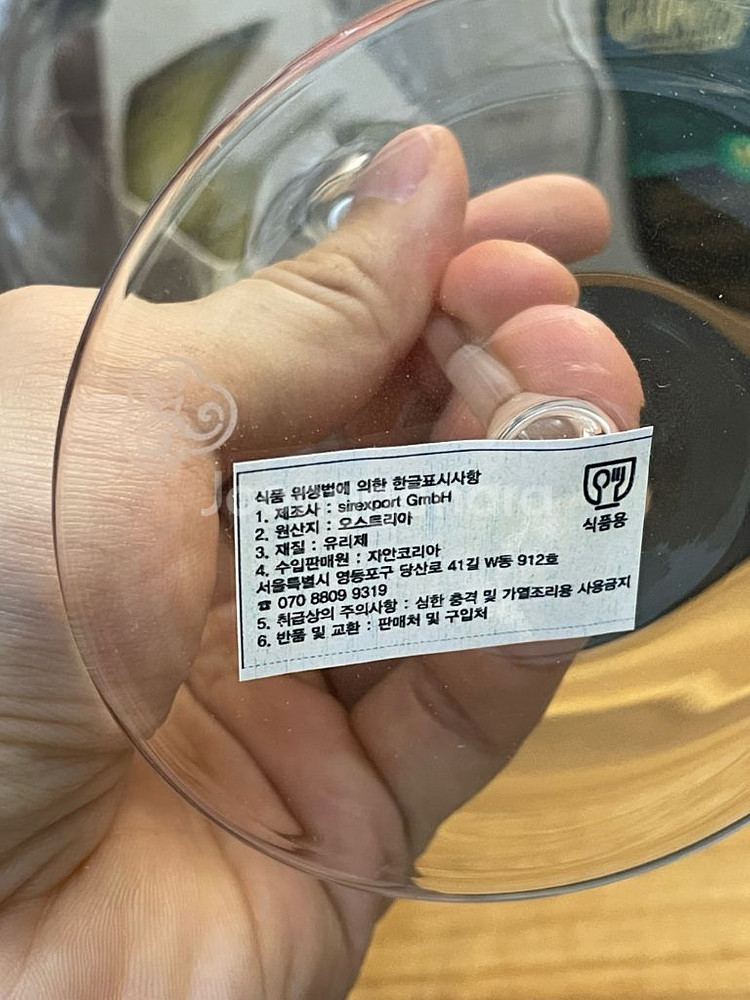 식품 위생법에 의한 한글표시사항
1. 제조사 : sirexport GmbH
2. 원산지 : 오스트리아
3. 재질 : 유리제
4. 수입판매원 : 자안코리아
서울특별시 영등포구 당산로 41길 W동 912호
☎ 070 8809 9319
5. 취급상의 주의사항 : 심한 충격 및 가열조리용 사용금지
6. 반품 및 교환 : 판매처 및 구입처
식품용